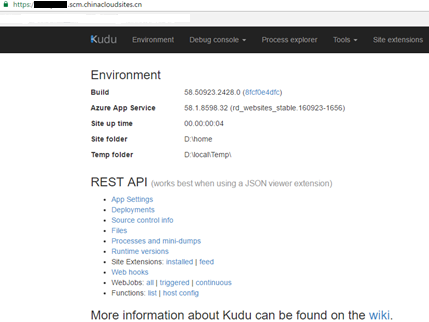 https:/ .scm.chinacloudsites.cn
Kudu Environment Debug console Process explorer Tools Site extensions
Environment
Build 58.50923.2428.0 (8fcf0e4dfc)
Azure App Service 58.1.8598.32 (rd_websites_stable.160923-1656)
Site up time 00.00:00:04
Site folder D:\home
Temp folder D:\local\Temp\
REST API (works best when using a JSON viewer extension)
App Settings
Deployments
Source control info
Files
Processes and mini-dumps
Runtime versions
Site Extensions: installed | feed
Web hooks
WebJobs: all | triggered | continuous
Functions: list | host config
More information about Kudu can be found on the wiki.